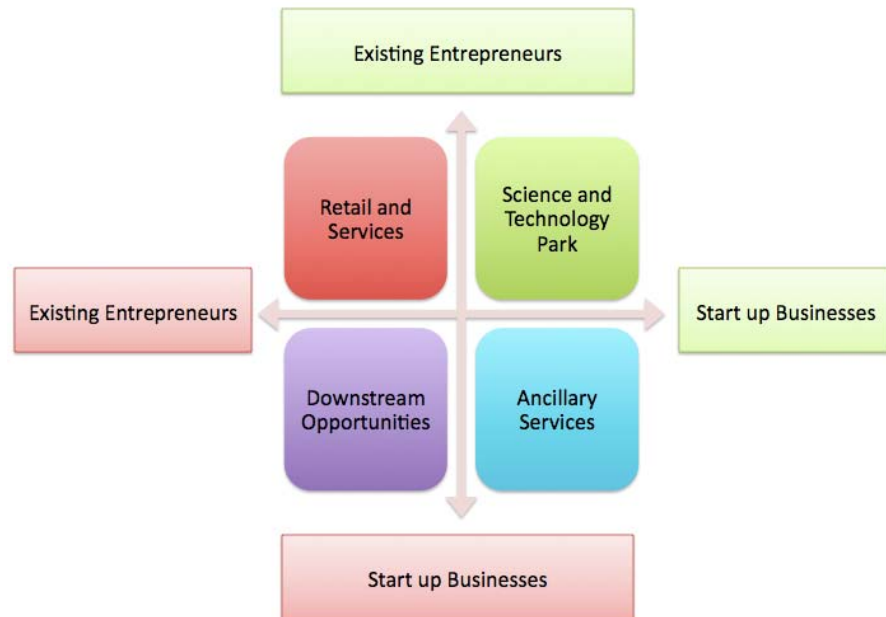 Existing Entrepreneurs
Retail and
Services
Science and
Technology
Park
Existing Entrepreneurs
Start up Businesses
Downstream
Opportunities
Ancillary
Services
Start up Businesses